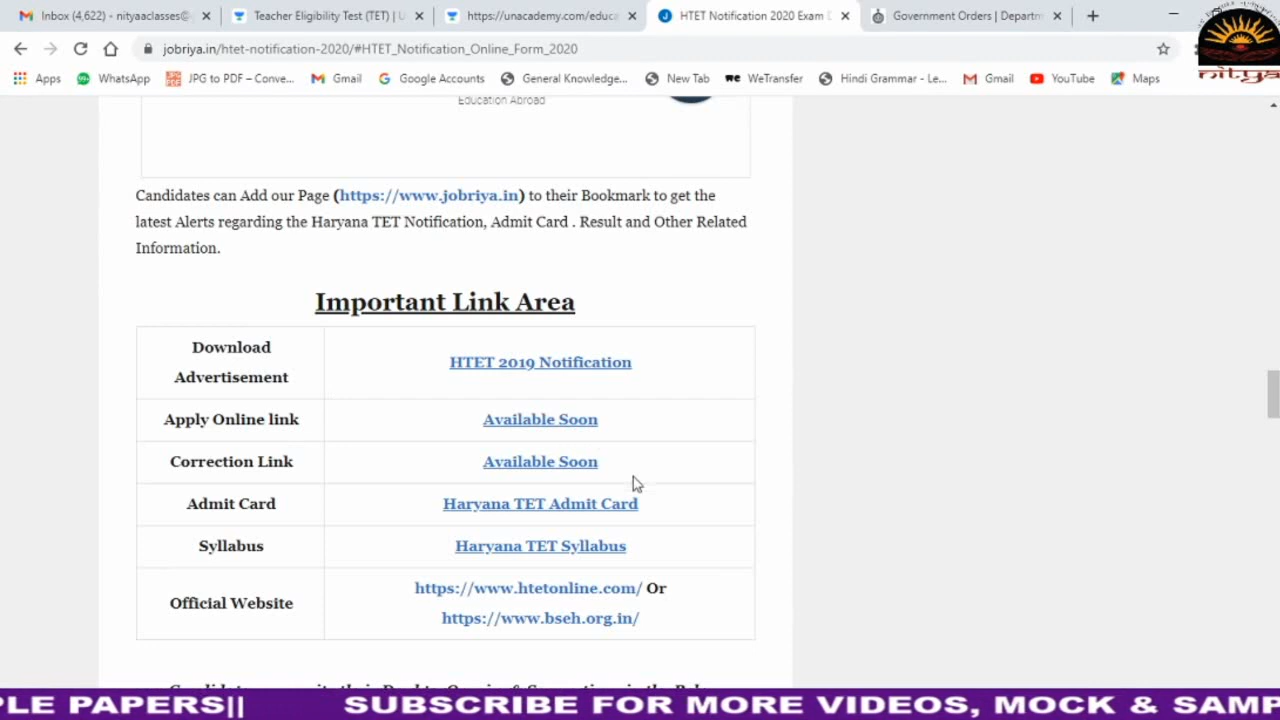 Inbox (4,622) - nityaaclasses@
Teacher Eligibility Test (TET) | D
https://unacademy.com/educa
HTET Notification 2020 Exam D
Government Orders | Departm
jobriya.in/htet-notification-2020/#HTET_Notification_Online_Form_2020
Apps
WhatsApp
JPG to PDF – Conve...
Gmail
Google Accounts
General Knowledge...
New Tab
WeTransfer
Hindi Grammar - Le...
Gmail
YouTube
Maps
nitya
Education Abroad
Candidates can Add our Page (https://www.jobriya.in) to their Bookmark to get the
latest Alerts regarding the Haryana TET Notification, Admit Card . Result and Other Related
Information.
Important Link Area
Download
Advertisement
HTET 2019 Notification
Apply Online link
Available Soon
Correction Link
Available Soon
Admit Card
Haryana TET Admit Card
Syllabus
Haryana TET Syllabus
Official Website
https://www.htetonline.com/ Or
https://www.bseh.org.in/
PLE PAPERS|| SUBSCRIBE FOR MORE VIDEOS, MOCK & SAMP